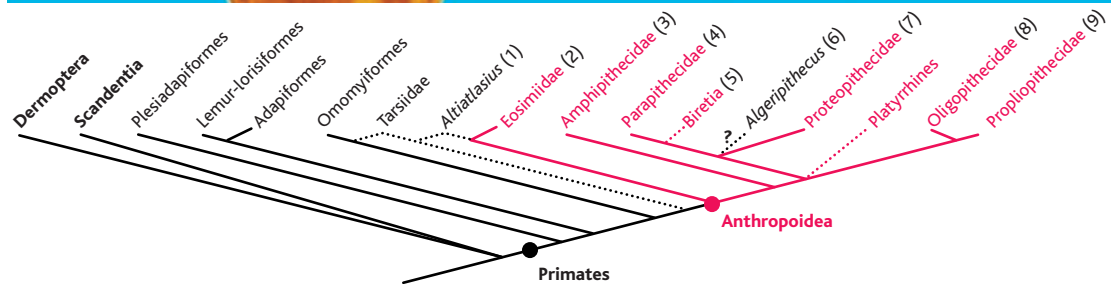 Dermoptera
Scandentia
Plesiadapiformes
Lemur-lorisiformes
Adapiformes
Omomyiformes
Tarsiidae
Altiatlasius (1)
Eosimiidae (2)
Amphipithecidae (3)
Parapithecidae (4)
Biretia (5)
?
Algeripithecus (6)
Proteopithecidae (7)
Platyrrhines
Oligopithecidae (8)
Propliopithecidae (9)
Anthropoidea
Primates